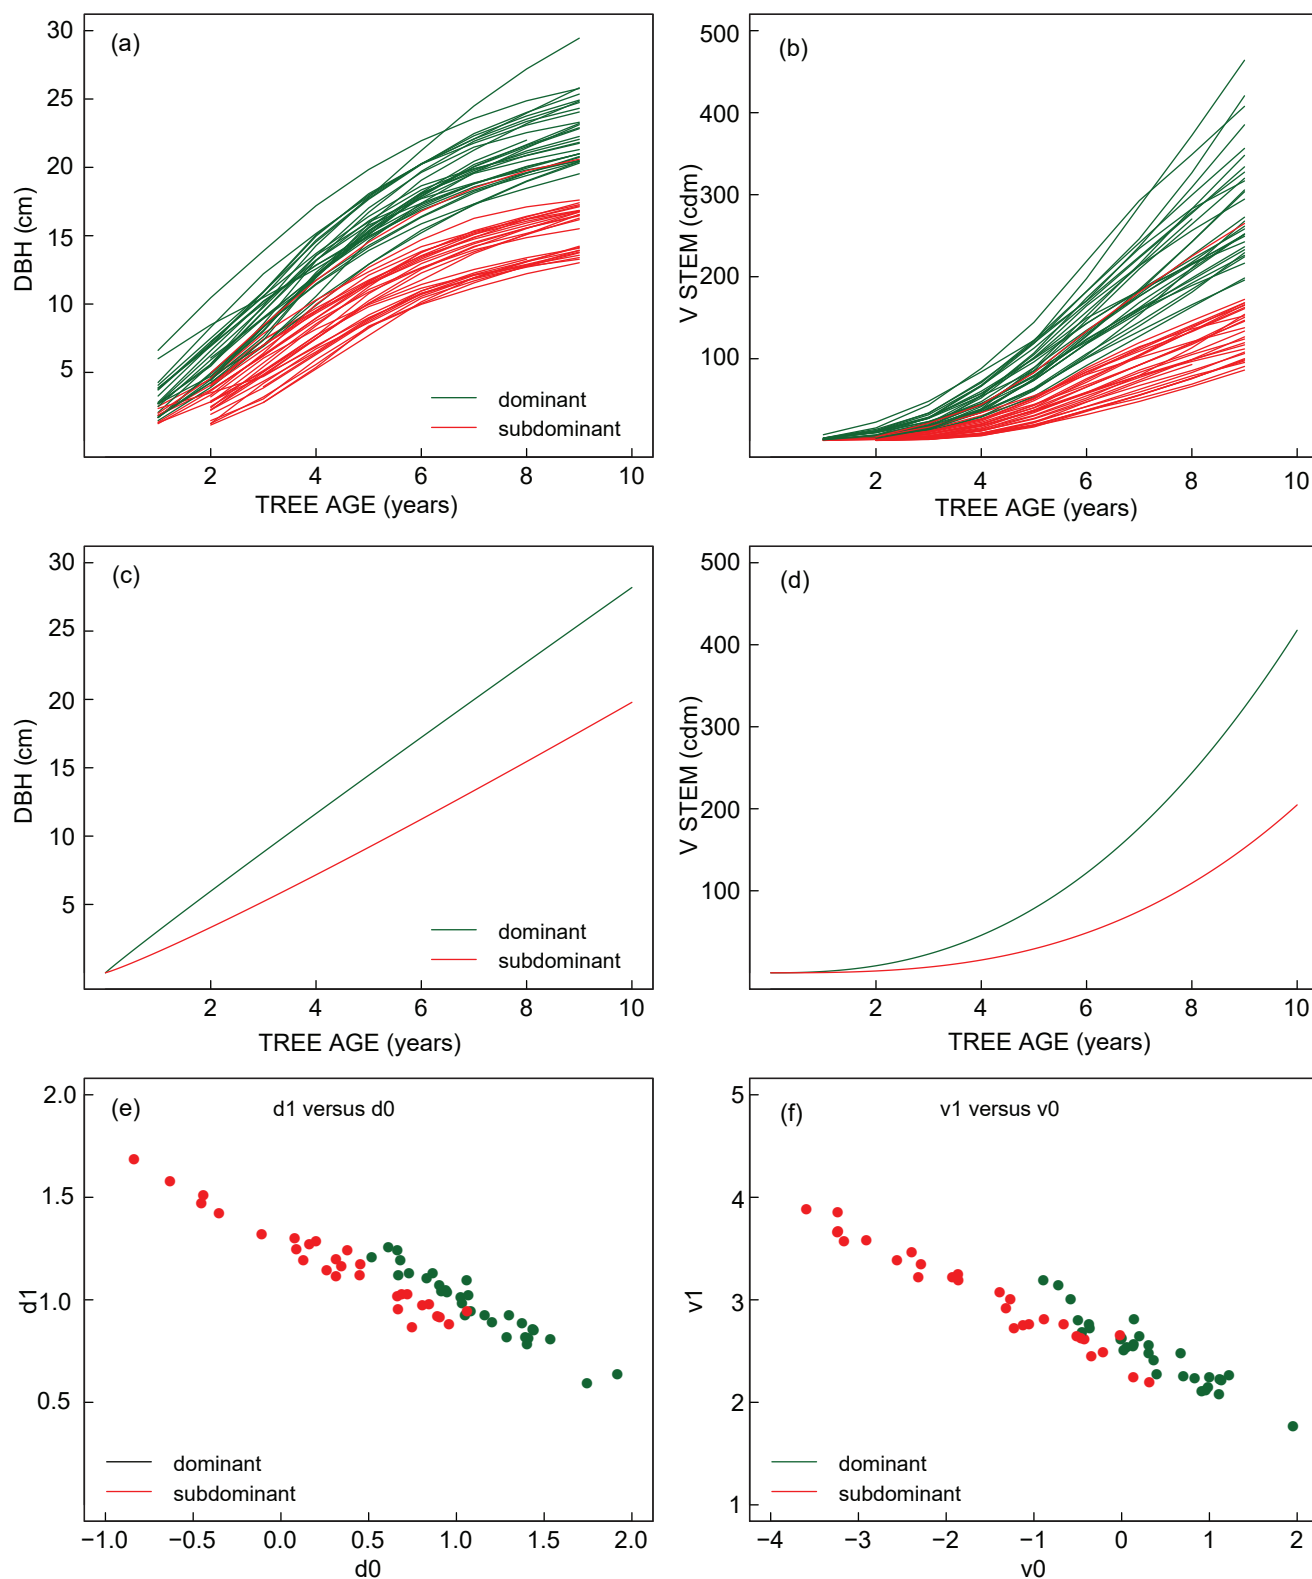 (a)
30
25
20
15
10
5
DBH (cm)
dominant
subdominant
2 4 6 8 10
TREE AGE (years)
(b)
500
400
300
200
100
V STEM (cdm)
2 4 6 8 10
TREE AGE (years)
(c)
30
25
20
15
10
5
DBH (cm)
dominant
subdominant
2 4 6 8 10
TREE AGE (years)
(d)
500
400
300
200
100
V STEM (cdm)
2 4 6 8 10
TREE AGE (years)
(e)
d1 versus d0
2.0
1.5
1.0
0.5
d1
dominant
subdominant
−1.0 −0.5 0.0 0.5 1.0 1.5 2.0
d0
(f)
v1 versus v0
5
4
3
2
1
v1
dominant
subdominant
−4 −3 −2 −1 0 1 2
v0